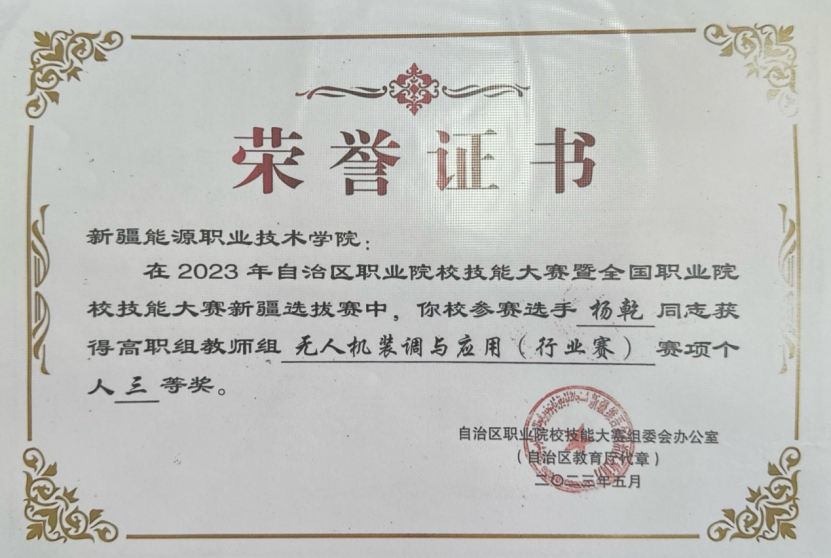 荣誉证书
新疆能源职业技术学院：
在2023年自治区职业院校技能大赛暨全国职业院
校技能大赛新疆选拔赛中，你校参赛选手杨乾同志获
得高职组教师组无人机装调与应用（行业赛）赛项个
人三等奖。
自治区职业院校技能大赛组委会办公室
（自治区教育厅代章）
二〇二三年五月